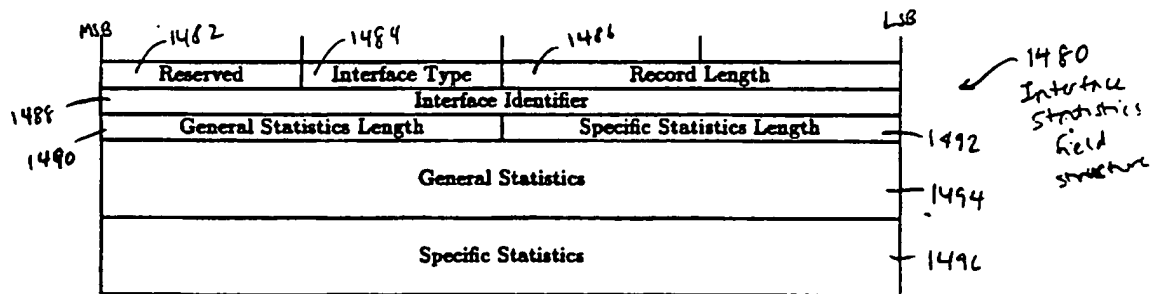 MSB LSB
1482 1484 1486
Reserved Interface Type Record Length
1480
Interface Identifier
Interface
1488
statistics
General Statistics Length Specific Statistics Length
1492
field
1490
structure
General Statistics
1494
Specific Statistics
1496